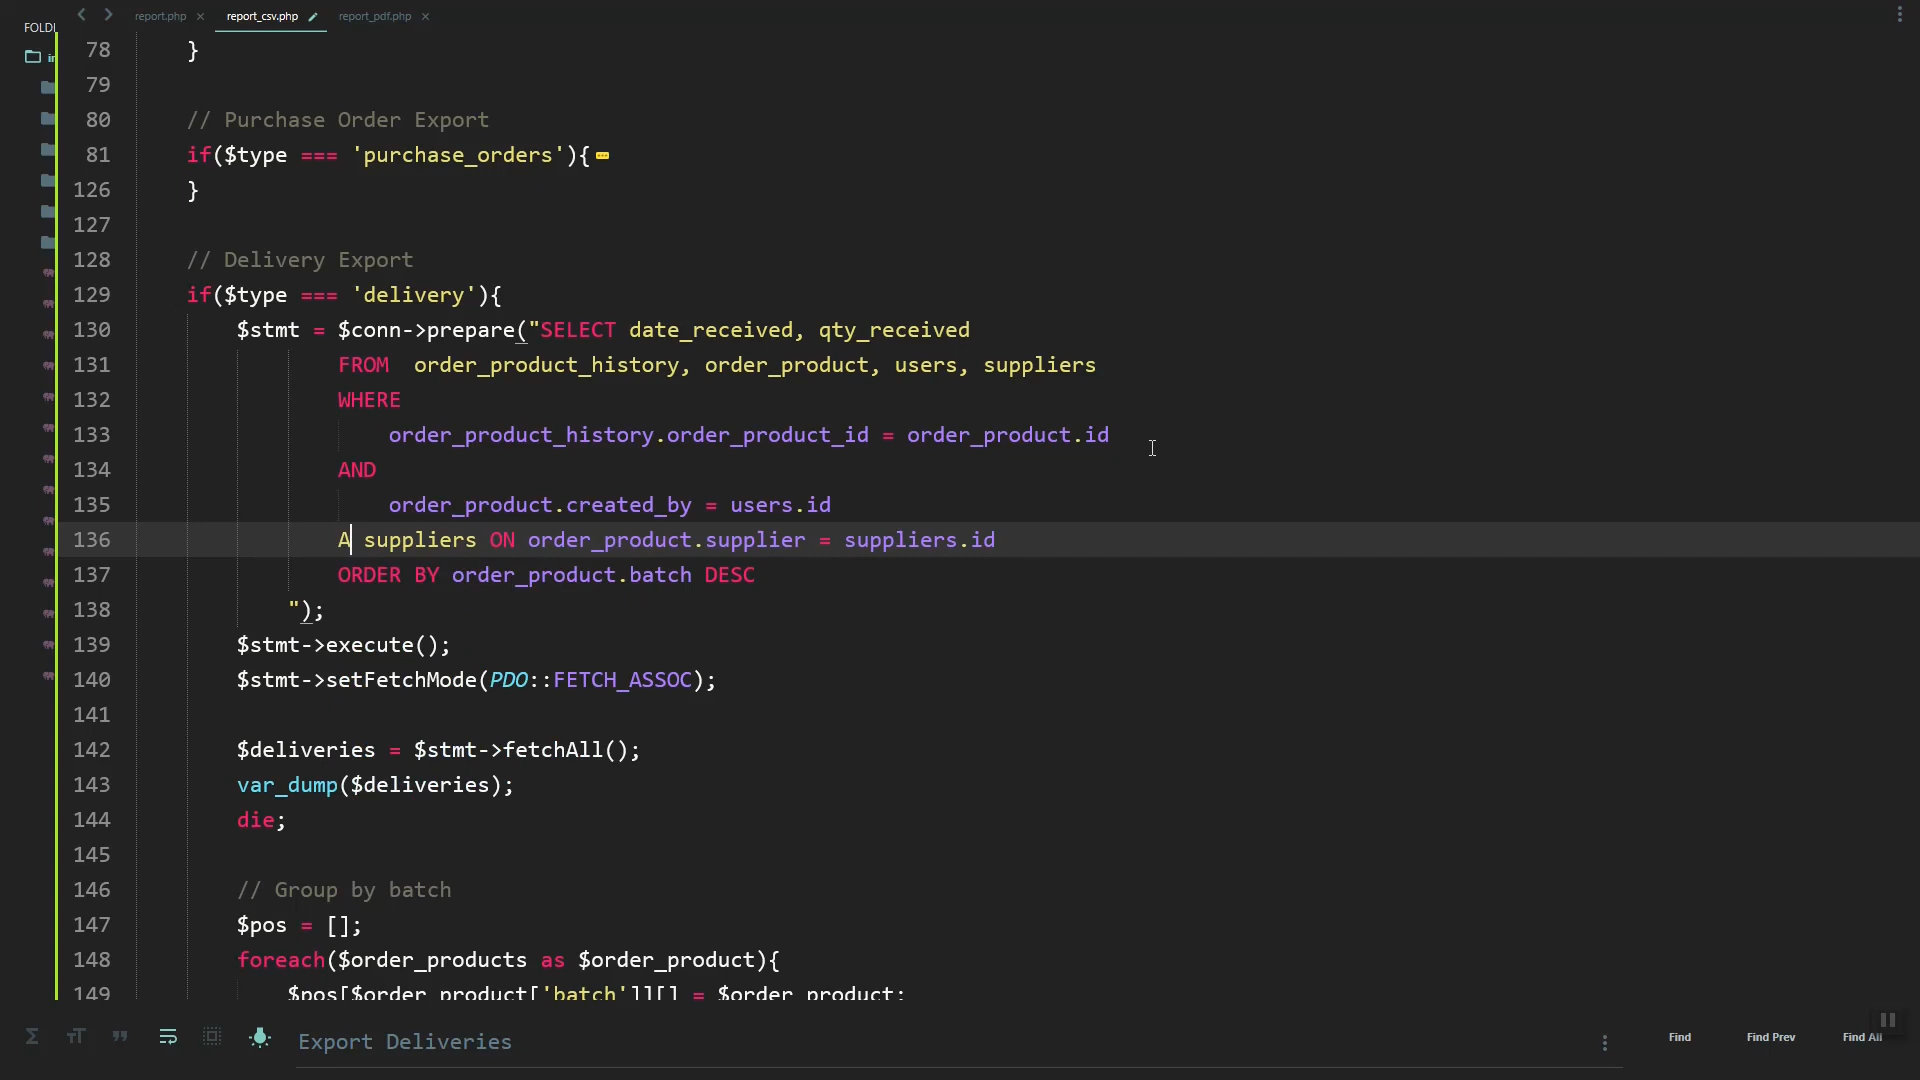 FOLDE
report.php
report_csv.php
report_pdf.php
78 }
79
80 // Purchase Order Export
81 if($type === 'purchase_orders'){
126 }
127
128 // Delivery Export
129 if($type === 'delivery'){
130 $stmt = $conn->prepare("SELECT date_received, qty_received
131 FROM  order_product_history, order_product, users, suppliers
132 WHERE
133 order_product_history.order_product_id = order_product.id
134 AND
135 order_product.created_by = users.id
136 A suppliers ON order_product.supplier = suppliers.id
137 ORDER BY order_product.batch DESC
138 ");
139 $stmt->execute();
140 $stmt->setFetchMode(PDO::FETCH_ASSOC);
141
142 $deliveries = $stmt->fetchAll();
143 var_dump($deliveries);
144 die;
145
146 // Group by batch
147 $pos = [];
148 foreach($order_products as $order_product){
149 $pos[$order_product['batch']][] = $order_product;
Export Deliveries
Find
Find Prev
Find All